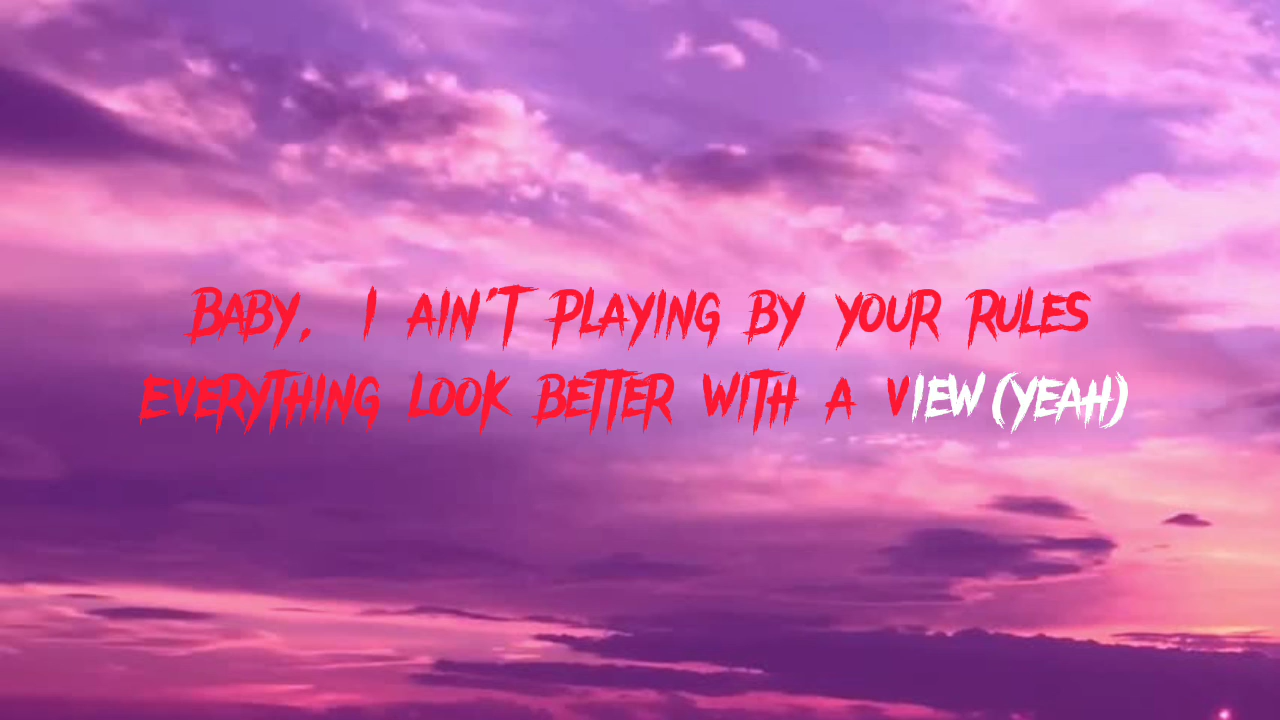 BABY, I AIN'T PLAYING BY YOUR RULES
EVERYTHING LOOK BETTER WITH A VIEW (YEAH)